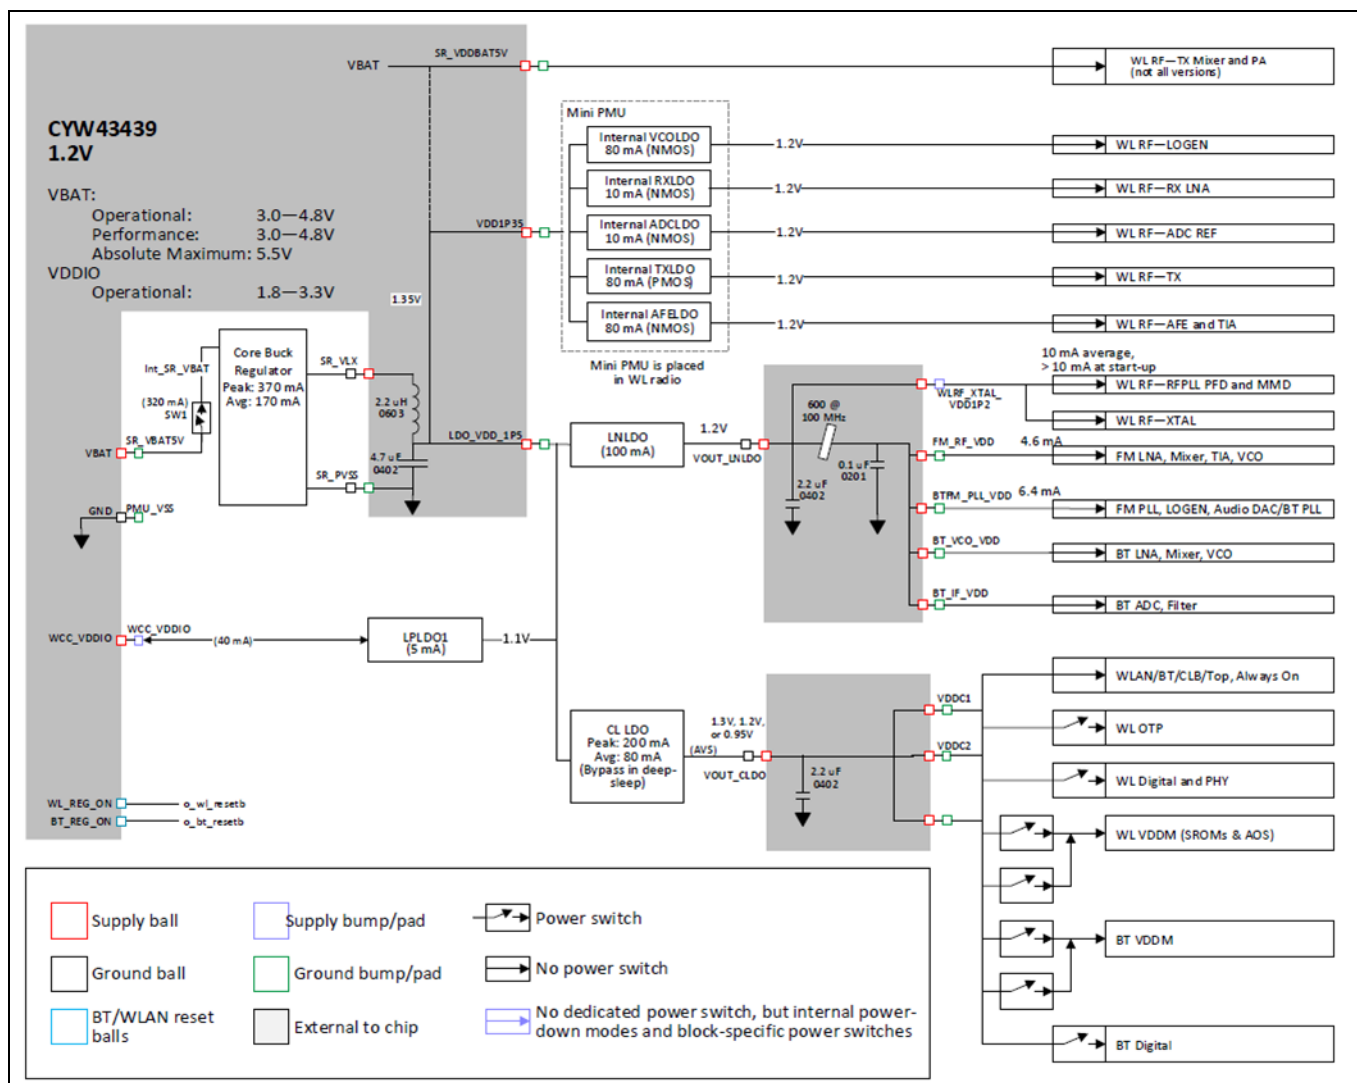 SR_VDDBAT5V
VBAT
WL RF—TX Mixer and PA
(not all versions)
CYW43439
1.2V
VBAT:
Operational: 3.0—4.8V
Performance: 3.0—4.8V
Absolute Maximum: 5.5V
VDDIO
Operational: 1.8—3.3V
Mini PMU
Internal VCOLDO
80 mA (NMOS)
1.2V
WL RF—LOGEN
Internal RXLDO
10 mA (NMOS)
1.2V
WL RF—RX LNA
VDD1P35
Internal ADCLDO
10 mA (NMOS)
1.2V
WL RF—ADC REF
Internal TXLDO
80 mA (PMOS)
1.2V
WL RF—TX
1.35V
Internal AFELDO
80 mA (NMOS)
1.2V
WL RF—AFE and TIA
Mini PMU is placed
in WL radio
Int_SR_VBAT
(320 mA)
SW1
SR_VBAT5V
VBAT
Core Buck
Regulator
Peak: 370 mA
Avg: 170 mA
SR_VLX
2.2 uH
0603
LDO_VDD_1P5
4.7 uF
0402
SR_PVSS
GND
PMU_VSS
LNLDO
(100 mA)
1.2V
VOUT_LNLDO
600 @
100 MHz
2.2 uF
0402
0.1 uF
0201
10 mA average,
> 10 mA at start-up
WLRF_XTAL_
VDD1P2
WL RF—RFPLL PFD and MMD
WL RF—XTAL
FM_RF_VDD
4.6 mA
FM LNA, Mixer, TIA, VCO
BTFM_PLL_VDD
6.4 mA
FM PLL, LOGEN, Audio DAC/BT PLL
BT_VCO_VDD
BT LNA, Mixer, VCO
BT_IF_VDD
BT ADC, Filter
WCC_VDDIO
WCC_VDDIO
(40 mA)
LPLDO1
(5 mA)
1.1V
CL LDO
Peak: 200 mA
Avg: 80 mA
(Bypass in deep-
sleep)
1.3V, 1.2V,
or 0.95V
(AVS)
VOUT_CLDO
2.2 uF
0402
VDDC1
VDDC2
WLAN/BT/CLB/Top, Always On
WL OTP
WL Digital and PHY
WL VDDM (SROMs & AOS)
BT VDDM
BT Digital
WL_REG_ON
o_wl_resetb
BT_REG_ON
o_bt_resetb
Supply ball
Supply bump/pad
Power switch
Ground ball
Ground bump/pad
No power switch
BT/WLAN reset
balls
External to chip
No dedicated power switch, but internal power-
down modes and block-specific power switches